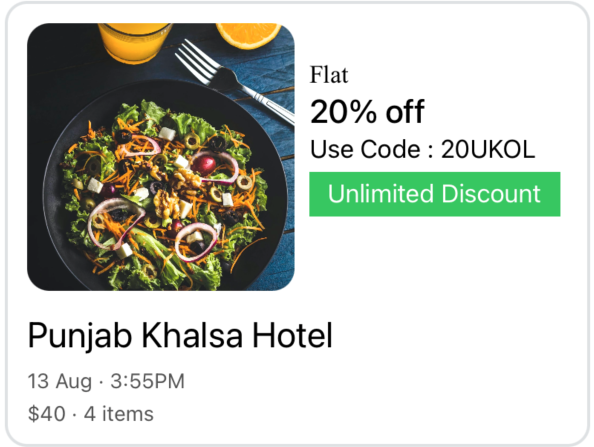 Flat
20% off
Use Code : 20UKOL
Unlimited Discount
Punjab Khalsa Hotel
13 Aug · 3:55PM
$40 · 4 items